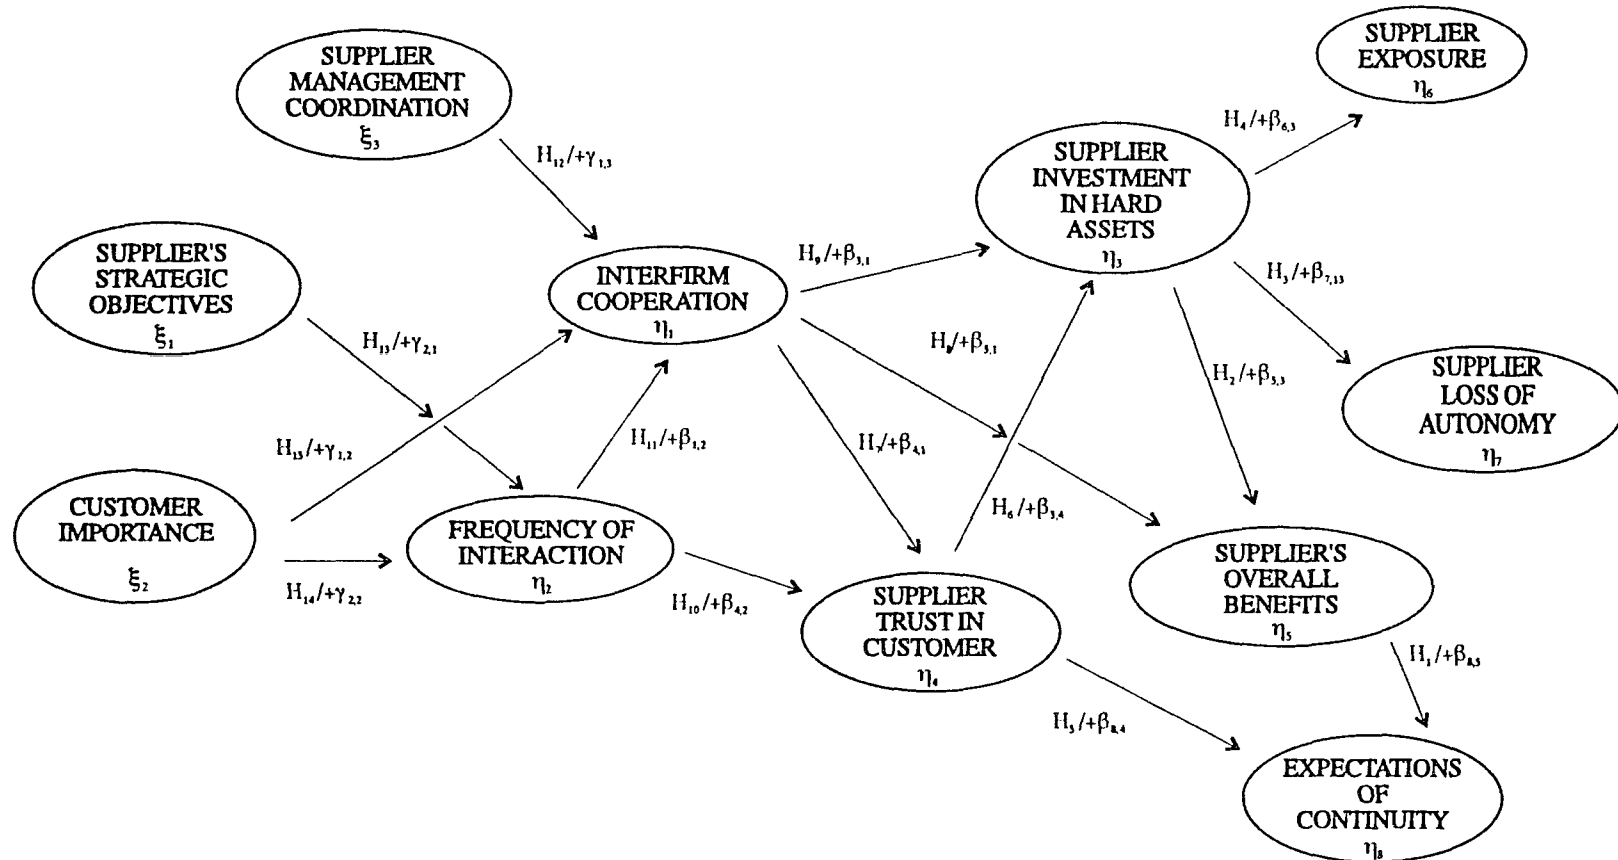 SUPPLIER
MANAGEMENT
COORDINATION
ξ₃
SUPPLIER
EXPOSURE
η₆
H₁₂/+γ₁,₃
H₄/+β₆,₃
SUPPLIER
INVESTMENT
IN HARD
ASSETS
η₃
SUPPLIER'S
STRATEGIC
OBJECTIVES
ξ₁
INTERFIRM
COOPERATION
η₁
H₉/+β₃,₁
H₃/+β₇,₁₃
H₁₃/+γ₂,₁
H₈/+β₅,₁
H₂/+β₅,₃
SUPPLIER
LOSS OF
AUTONOMY
η₇
H₁₅/+γ₁,₂
H₁₁/+β₁,₂
H₇/+β₄,₁
CUSTOMER
IMPORTANCE
ξ₂
FREQUENCY OF
INTERACTION
η₂
H₆/+β₃,₄
H₁₄/+γ₂,₂
H₁₀/+β₄,₂
SUPPLIER
TRUST IN
CUSTOMER
η₄
SUPPLIER'S
OVERALL
BENEFITS
η₅
H₁/+β₈,₅
H₅/+β₈,₄
EXPECTATIONS
OF
CONTINUITY
η₈